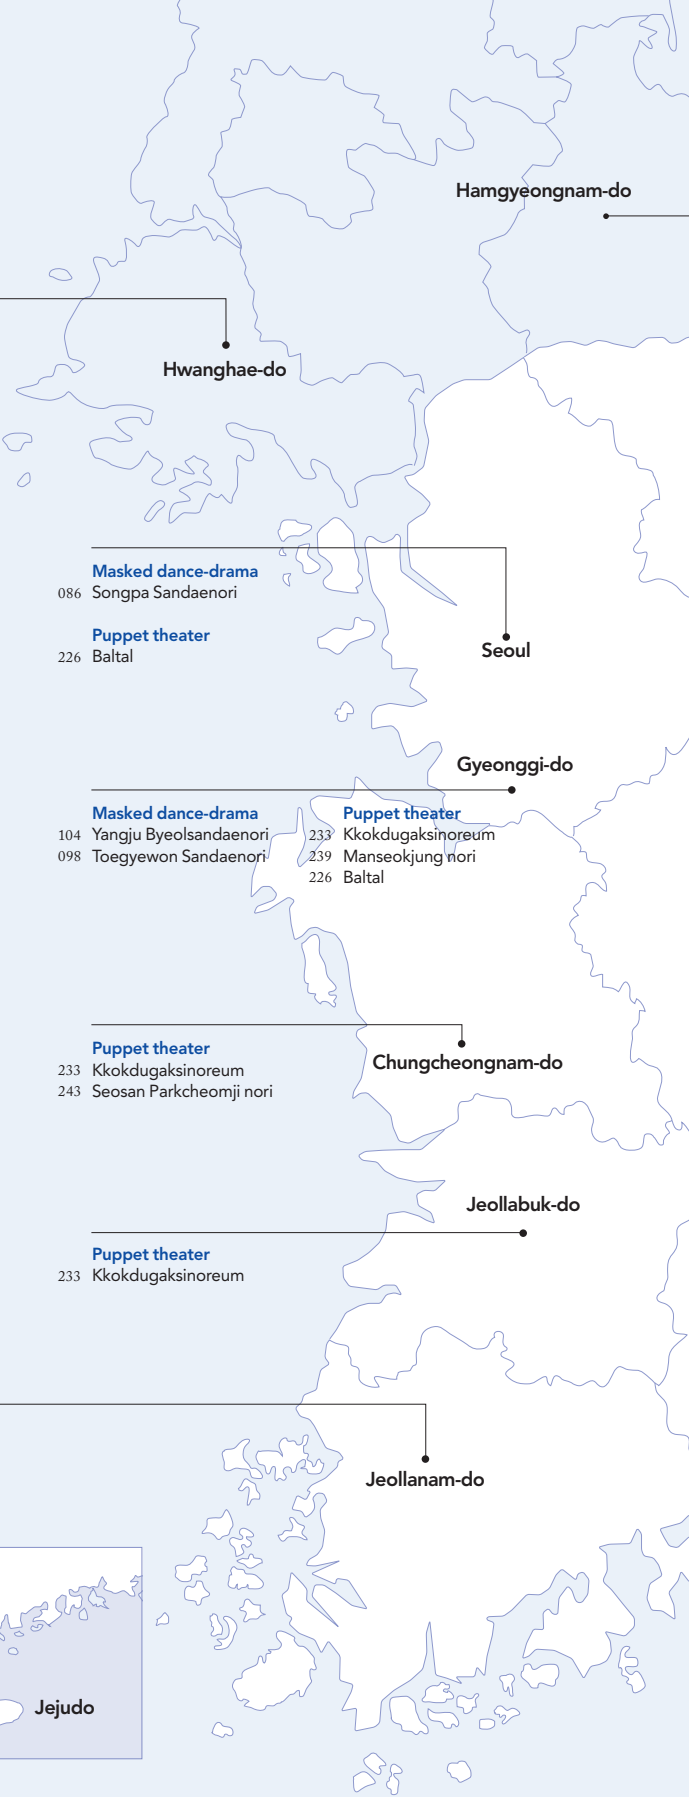 Hamgyeongnam-do
Hwanghae-do
Masked dance-drama
086 Songpa Sandaenori
Puppet theater
226 Baltal
Seoul
Gyeonggi-do
Masked dance-drama
104 Yangju Byeolsandaenori
098 Toegyewon Sandaenori
Puppet theater
233 Kkokdugaksinoreum
239 Manseokjung nori
226 Baltal
Puppet theater
233 Kkokdugaksinoreum
243 Seosan Parkcheomji nori
Chungcheongnam-do
Jeollabuk-do
Puppet theater
233 Kkokdugaksinoreum
Jeollanam-do
Jejudo